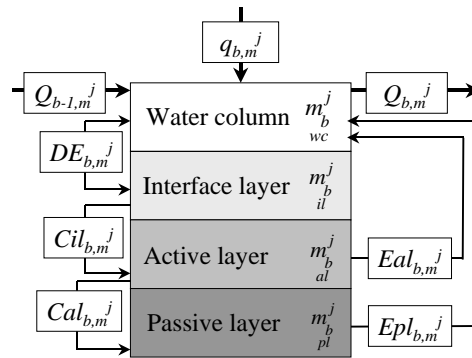 q_{b,m}^j
Q_{b-1,m}^j Q_{b,m}^j
Water column m_b^j wc
DE_{b,m}^j
Interface layer m_b^j il
Cil_{b,m}^j
Active layer m_b^j al Eal_{b,m}^j
Cal_{b,m}^j
Passive layer m_b^j pl Epl_{b,m}^j